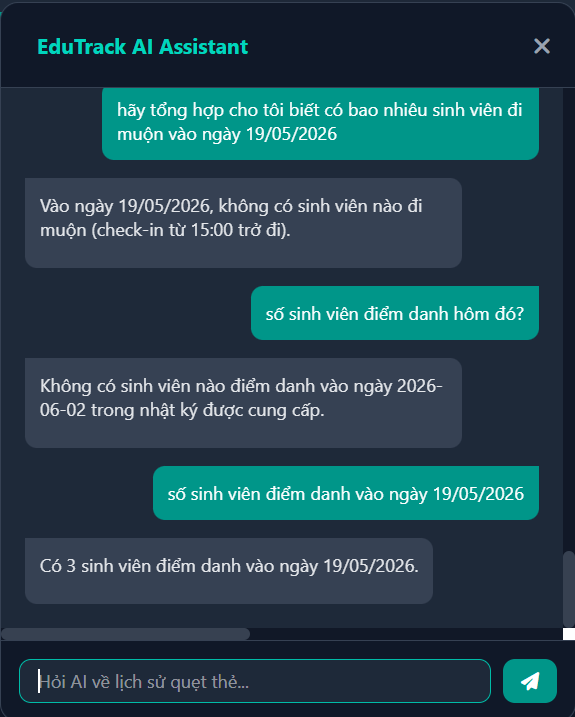 EduTrack AI Assistant
hãy tổng hợp cho tôi biết có bao nhiêu sinh viên đi
muộn vào ngày 19/05/2026
Vào ngày 19/05/2026, không có sinh viên nào đi
muộn (check-in từ 15:00 trở đi).
số sinh viên điểm danh hôm đó?
Không có sinh viên nào điểm danh vào ngày 2026-
06-02 trong nhật ký được cung cấp.
số sinh viên điểm danh vào ngày 19/05/2026
Có 3 sinh viên điểm danh vào ngày 19/05/2026.
Hỏi AI về lịch sử quẹt thẻ...